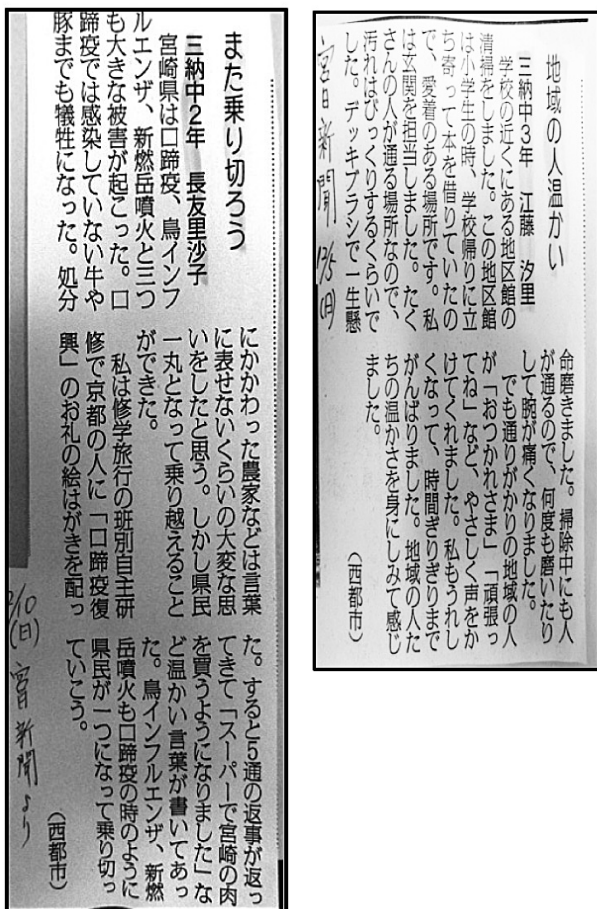 地域の人温かい
三納中3年　江藤　汐里
学校の近くにある地区館の
清掃をしました。この地区館
は小学生の時、学校帰りに立
ち寄って本を借りていたの
で、愛着のある場所です。私
は玄関を担当しました。たく
さんの人が通る場所なので、
汚れはびっくりするくらいで
した。デッキブラシで一生懸
宮日新聞 12/5
命磨きました。掃除中にも人
が通るので、何度も磨いたり
して腕が痛くなりました。
でも通りがかりの地域の人
が「おつかれさま」「頑張っ
てね」など、やさしく声をか
けてくれました。私もうれし
くなって、時間ぎりぎりまで
がんばりました。地域の人た
ちの温かさを身にしみて感じ
ました。
（西都市）
また乗り切ろう
三納中2年　長友里沙子
宮崎県は口蹄疫、鳥インフ
ルエンザ、新燃岳噴火と三つ
も大きな被害が起こった。口
蹄疫では感染していない牛や
豚までも犠牲になった。処分
にかかわった農家などは言葉
に表せないくらいの大変な思
いをしたと思う。しかし県民
一丸となって乗り越えること
ができた。
私は修学旅行の班別自主研
修で京都の人に「口蹄疫復
興」のお礼の絵はがきを配っ
た。すると5通の返事が返っ
てきて「スーパーで宮崎の肉
を買うようになりました」な
ど温かい言葉が書いてあっ
た。鳥インフルエンザ、新燃
岳噴火も口蹄疫の時のように
県民が一つになって乗り切っ
ていこう。
（西都市）
/10(日) 宮日新聞より